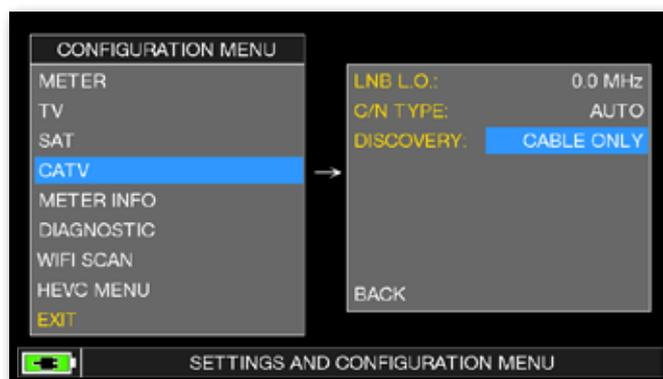 CONFIGURATION MENU
METER
TV
SAT
CATV
METER INFO
DIAGNOSTIC
WIFI SCAN
HEVC MENU
EXIT
LNB L.O.: 0.0 MHz
C/N TYPE: AUTO
DISCOVERY: CABLE ONLY
BACK
SETTINGS AND CONFIGURATION MENU